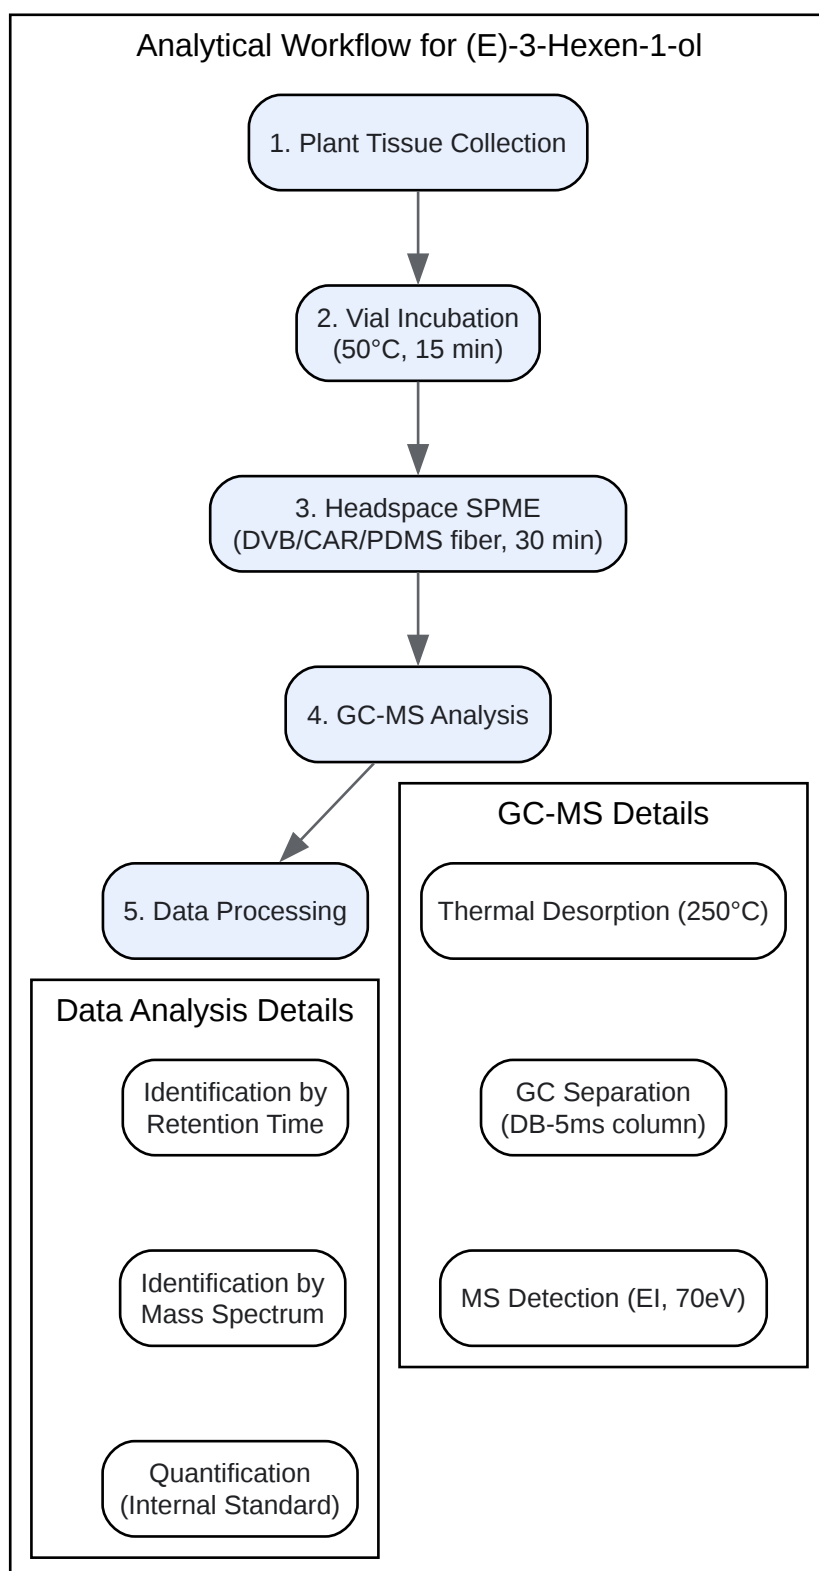 Analytical Workflow for (E)-3-Hexen-1-ol
1. Plant Tissue Collection
2. Vial Incubation
(50°C, 15 min)
3. Headspace SPME
(DVB/CAR/PDMS fiber, 30 min)
4. GC-MS Analysis
5. Data Processing
GC-MS Details
Thermal Desorption (250°C)
GC Separation
(DB-5ms column)
MS Detection (EI, 70eV)
Data Analysis Details
Identification by
Retention Time
Identification by
Mass Spectrum
Quantification
(Internal Standard)